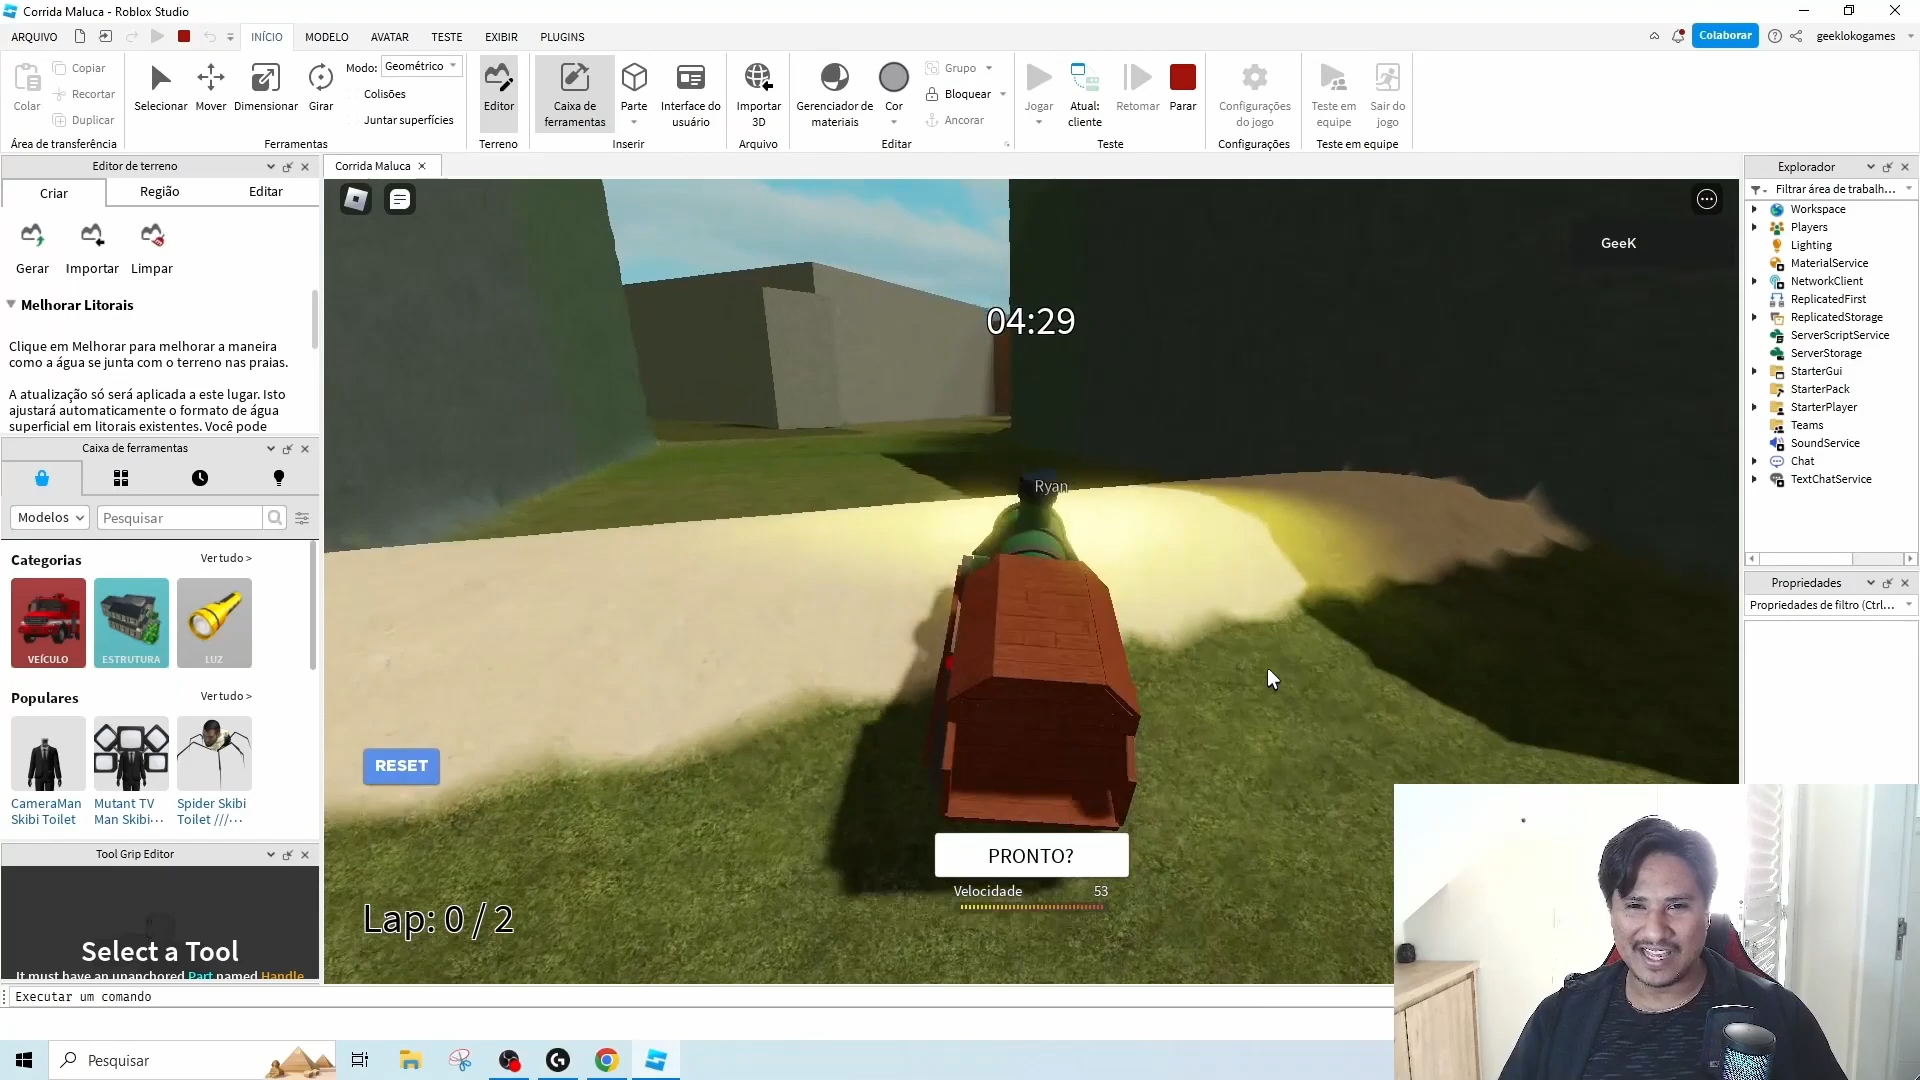 Corrida Maluca - Roblox Studio
ARQUIVO
INÍCIO
MODELO
AVATAR
TESTE
EXIBIR
PLUGINS
Colaborar
geeklokogames
Colar
Copiar
Recortar
Duplicar
Área de transferência
Selecionar
Mover
Dimensionar
Girar
Modo:
Geométrico
Colisões
Juntar superfícies
Ferramentas
Editor
Terreno
Caixa de
ferramentas
Parte
Interface do
usuário
Inserir
Importar
3D
Arquivo
Gerenciador de
materiais
Cor
Grupo
Bloquear
Ancorar
Editar
Jogar
Atual:
cliente
Retomar
Parar
Teste
Configurações
do jogo
Configurações
Teste em
equipe
Sair do
jogo
Teste em equipe
Editor de terreno
Criar
Região
Editar
Gerar
Importar
Limpar
Melhorar Litorais
Clique em Melhorar para melhorar a maneira
como a água se junta com o terreno nas praias.
A atualização só será aplicada a este lugar. Isto
ajustará automaticamente o formato de água
superficial em litorais existentes. Você pode
Caixa de ferramentas
Modelos
Pesquisar
Categorias
Ver tudo >
VEÍCULO
ESTRUTURA
LUZ
Populares
Ver tudo >
CameraMan
Skibi Toilet
Mutant TV
Man Skibi···
Spider Skibi
Toilet ///···
Tool Grip Editor
Select a Tool
It must have an unanchored Part named Handle
Executar um comando
Corrida Maluca
GeeK
04:29
Ryan
RESET
PRONTO?
Velocidade 53
Lap: 0 / 2
Explorador
Filtrar área de trabalh...
Workspace
Players
Lighting
MaterialService
NetworkClient
ReplicatedFirst
ReplicatedStorage
ServerScriptService
ServerStorage
StarterGui
StarterPack
StarterPlayer
Teams
SoundService
Chat
TextChatService
Propriedades
Propriedades de filtro (Ctrl...
Pesquisar